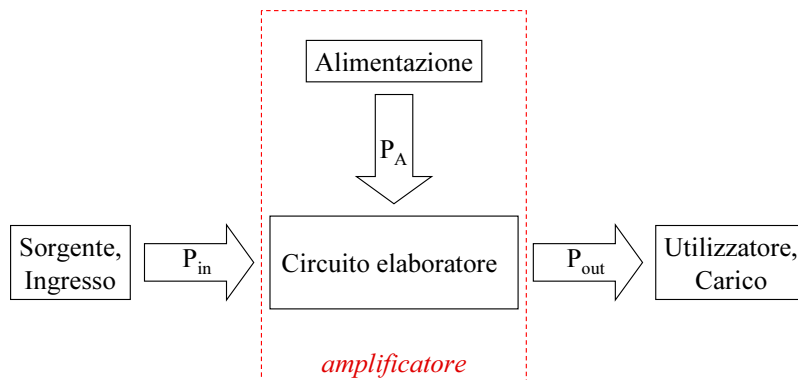 Alimentazione
P_A
Sorgente,
Ingresso
P_in
Circuito elaboratore
P_out
Utilizzatore,
Carico
amplificatore